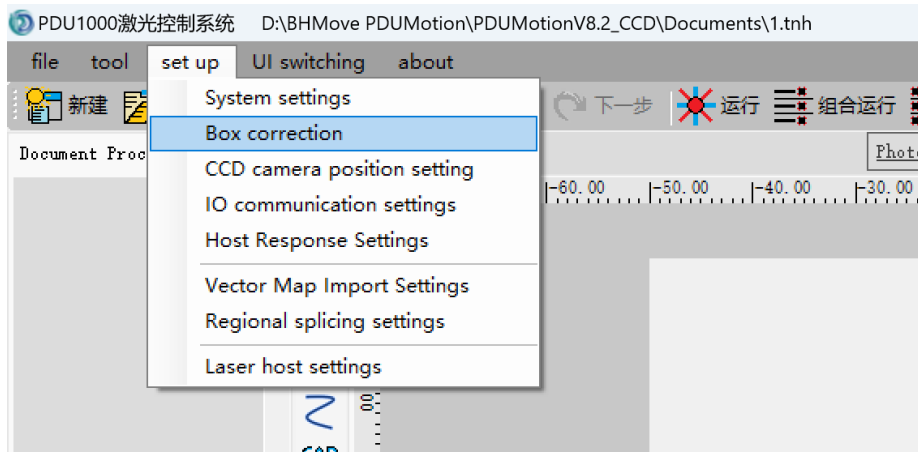 PDU1000激光控制系统 D:\BHMove PDUMotion\PDUMotionV8.2_CCD\Documents\1.tnh
file tool set up UI switching about
新建 下一步 运行 组合运行
System settings
Box correction
Document Proc
CCD camera position setting
-60.00 -50.00 -40.00 -30.00
IO communication settings
Host Response Settings
Vector Map Import Settings
Regional splicing settings
Laser host settings